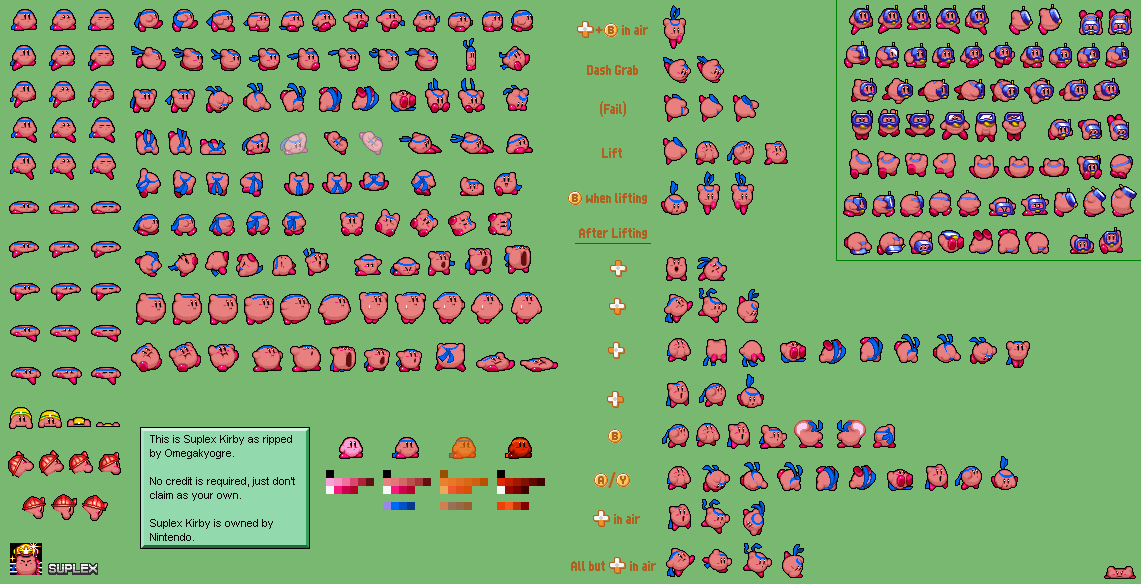 + B in air
Dash Grab
(Fail)
Lift
B when lifting
After Lifting
B
A/Y
in air
All but in air
This is Suplex Kirby as ripped
by Omegakyogre.
No credit is required, just don't
claim as your own.
Suplex Kirby is owned by
Nintendo.
SUPLEX